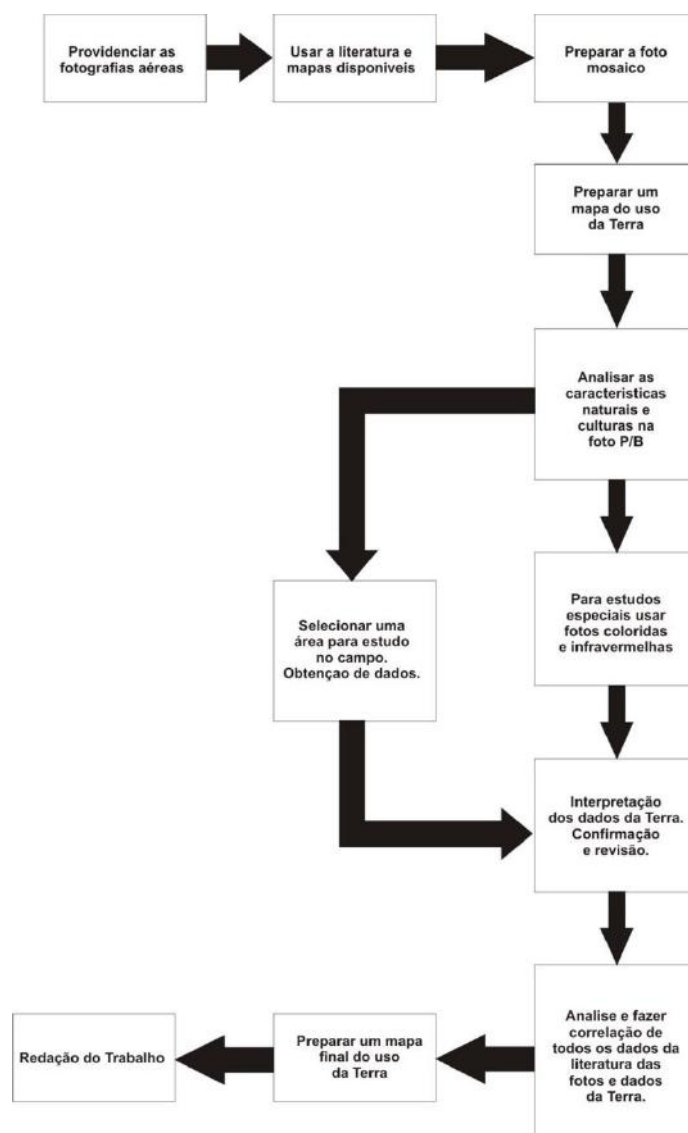 Providenciar as
fotografias aéreas
Usar a literatura e
mapas disponiveis
Preparar a foto
mosaico
Preparar um
mapa do uso
da Terra
Analisar as
caracteristicas
naturais e
culturas na
foto P/B
Selecionar uma
área para estudo
no campo.
Obtençao de dados.
Para estudos
especiais usar
fotos coloridas
e infravermelhas
Interpretação
dos dados da Terra.
Confirmação
e revisão.
Analise e fazer
correlação de
todos os dados da
literatura das
fotos e dados
da Terra.
Preparar um mapa
final do uso
da Terra
Redação do Trabalho